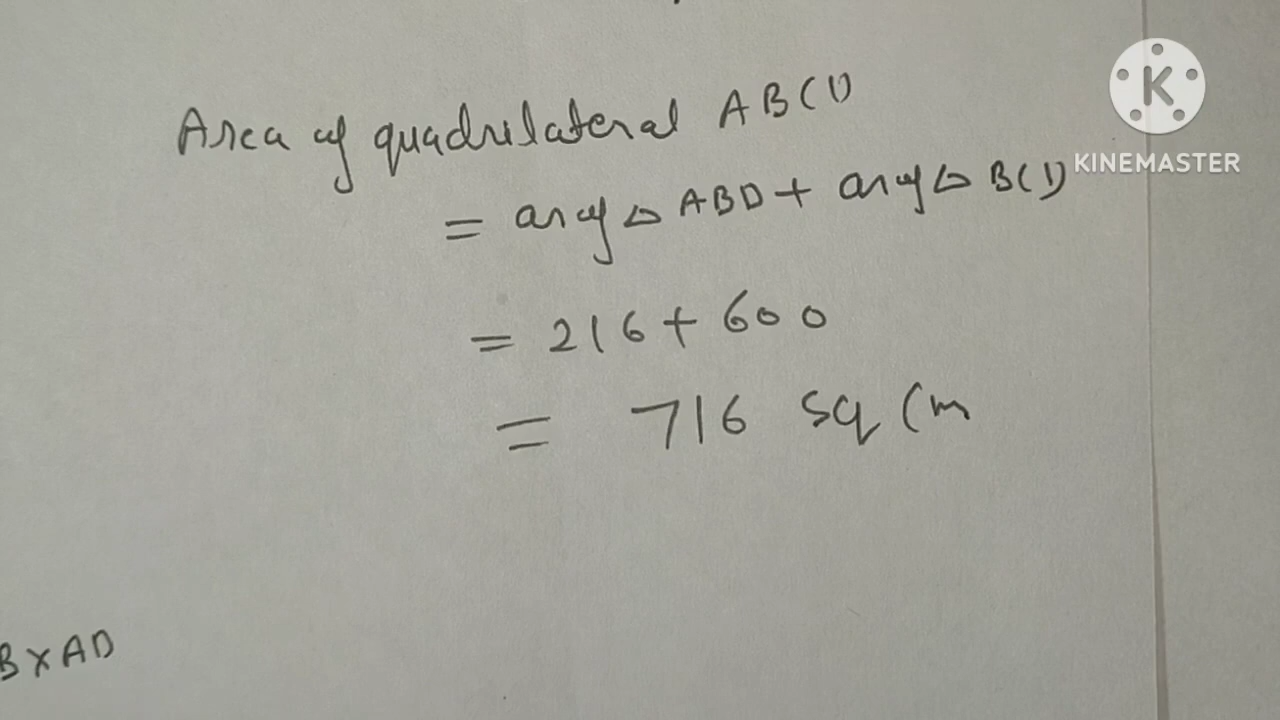 Area of quadrilateral ABCD
= ar of △ ABD + ar of △ BCD
= 216 + 600
= 716 sq cm
B X AD
K
KINEMASTER